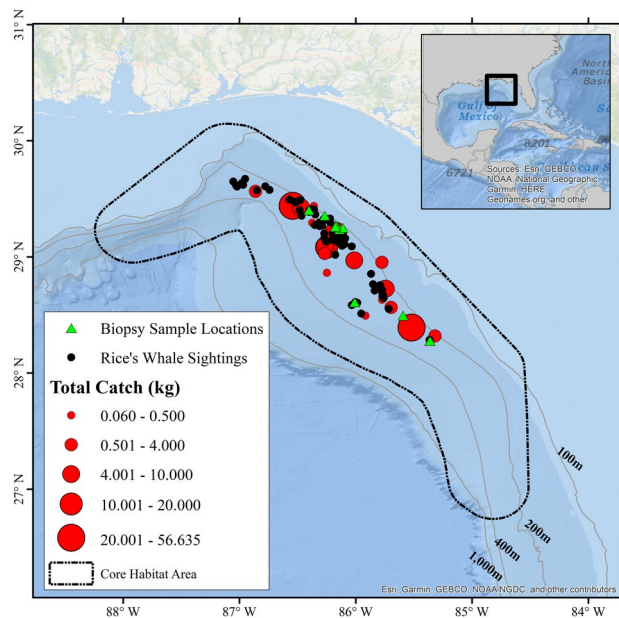 31°N
30°N
29°N
28°N
27°N
88°W
87°W
86°W
85°W
84°W
North
American
Basin
Gulf of
Mexico
8201
6721
Sources: Esri, GEBCO,
NOAA, National Geographic,
Garmin, HERE,
Geonames.org, and other
Biopsy Sample Locations
Rice's Whale Sightings
Total Catch (kg)
0.060 - 0.500
0.501 - 4.000
4.001 - 10.000
10.001 - 20.000
20.001 - 56.635
Core Habitat Area
100m
200m
400m
1,000m
Esri, Garmin, GEBCO, NOAA NGDC, and other contributors